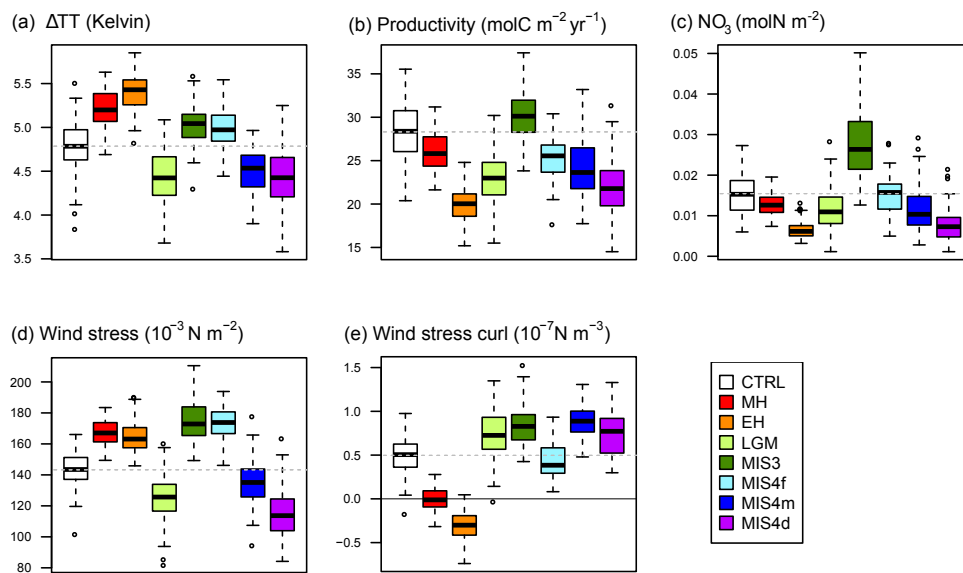 (a) ΔTT (Kelvin)
5.5
5.0
4.5
4.0
3.5
(b) Productivity (molC m⁻² yr⁻¹)
35
30
25
20
15
(c) NO₃ (molN m⁻²)
0.05
0.04
0.03
0.02
0.01
0.00
(d) Wind stress (10⁻³ N m⁻²)
200
180
160
140
120
100
80
(e) Wind stress curl (10⁻⁷N m⁻³)
1.5
1.0
0.5
0.0
−0.5
CTRL
MH
EH
LGM
MIS3
MIS4f
MIS4m
MIS4d